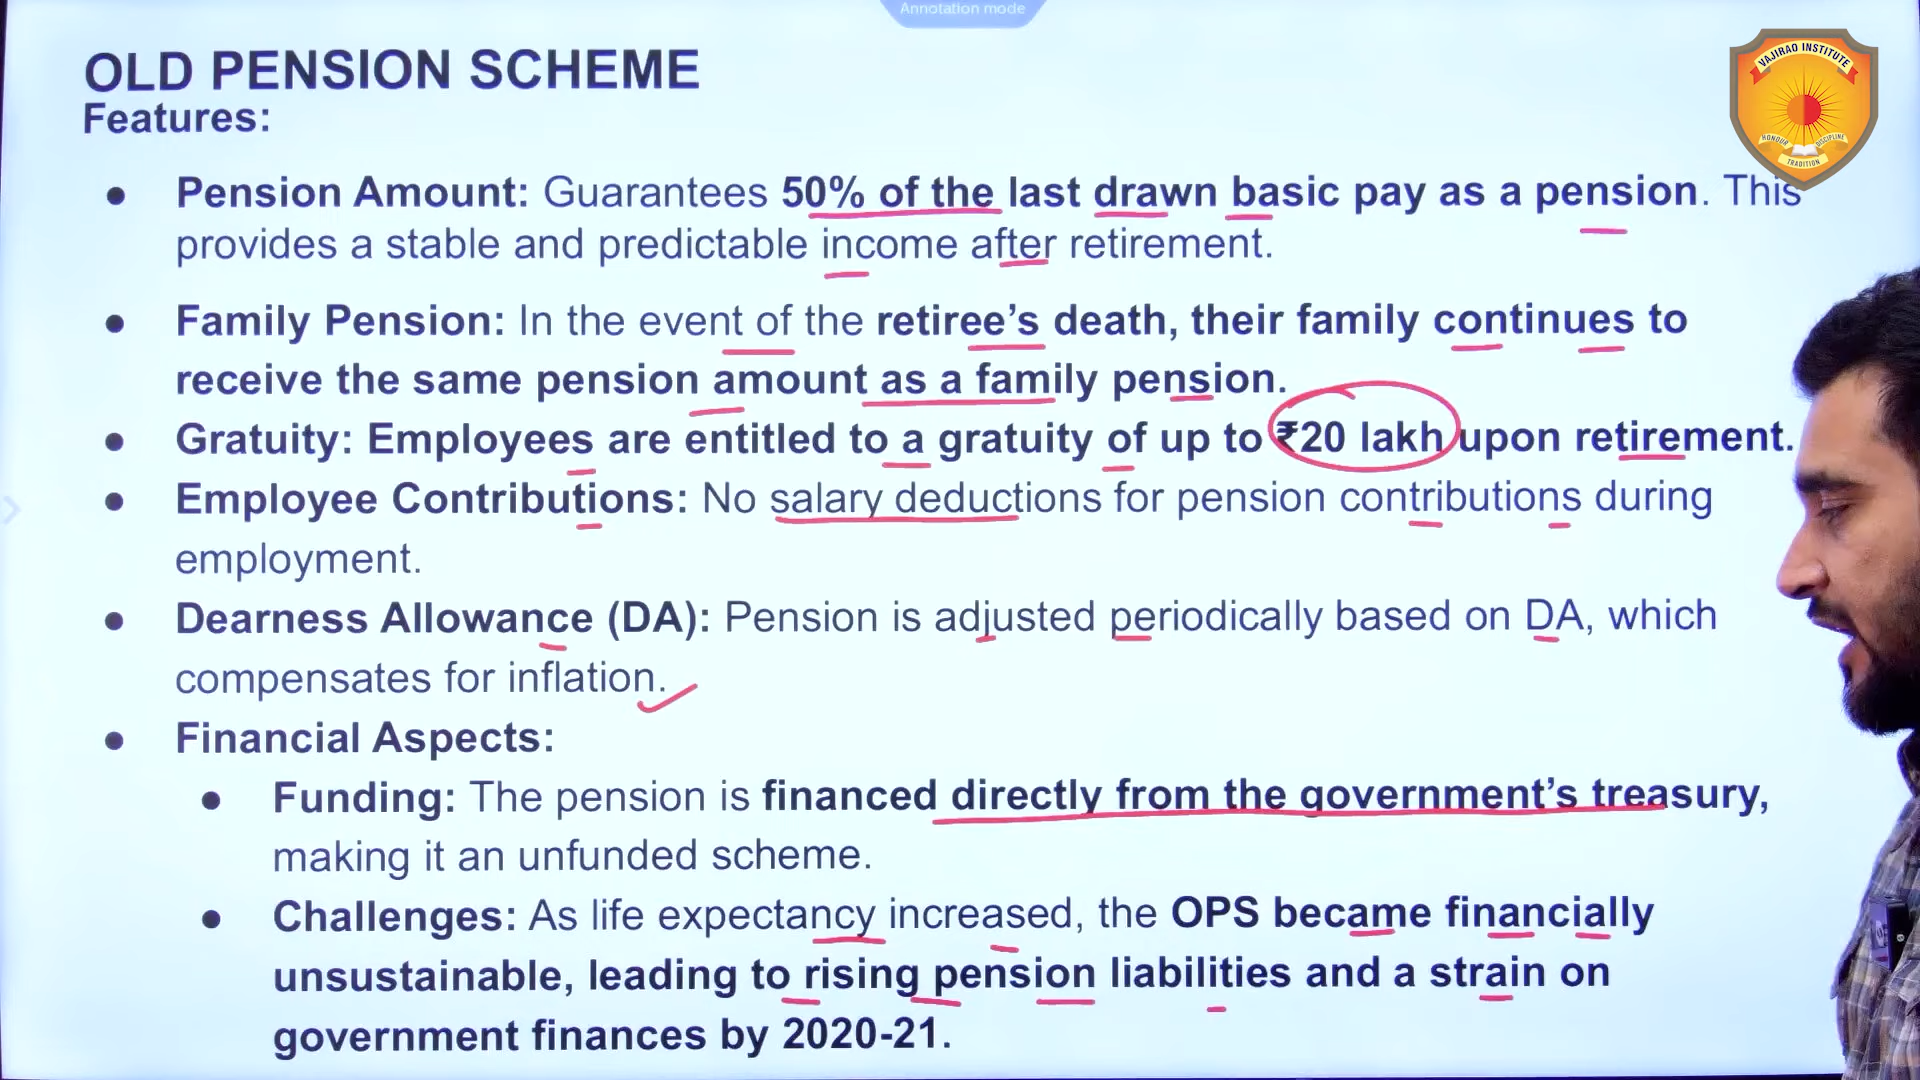 Annotation mode
OLD PENSION SCHEME
Features:
VAJIRAO INSTITUTE
HONOUR
DISCIPLINE
TRADITION
● Pension Amount: Guarantees 50% of the last drawn basic pay as a pension. This
provides a stable and predictable income after retirement.
● Family Pension: In the event of the retiree’s death, their family continues to
receive the same pension amount as a family pension.
● Gratuity: Employees are entitled to a gratuity of up to ₹20 lakh upon retirement.
● Employee Contributions: No salary deductions for pension contributions during
employment.
● Dearness Allowance (DA): Pension is adjusted periodically based on DA, which
compensates for inflation.
● Financial Aspects:
● Funding: The pension is financed directly from the government’s treasury,
making it an unfunded scheme.
● Challenges: As life expectancy increased, the OPS became financially
unsustainable, leading to rising pension liabilities and a strain on
government finances by 2020-21.